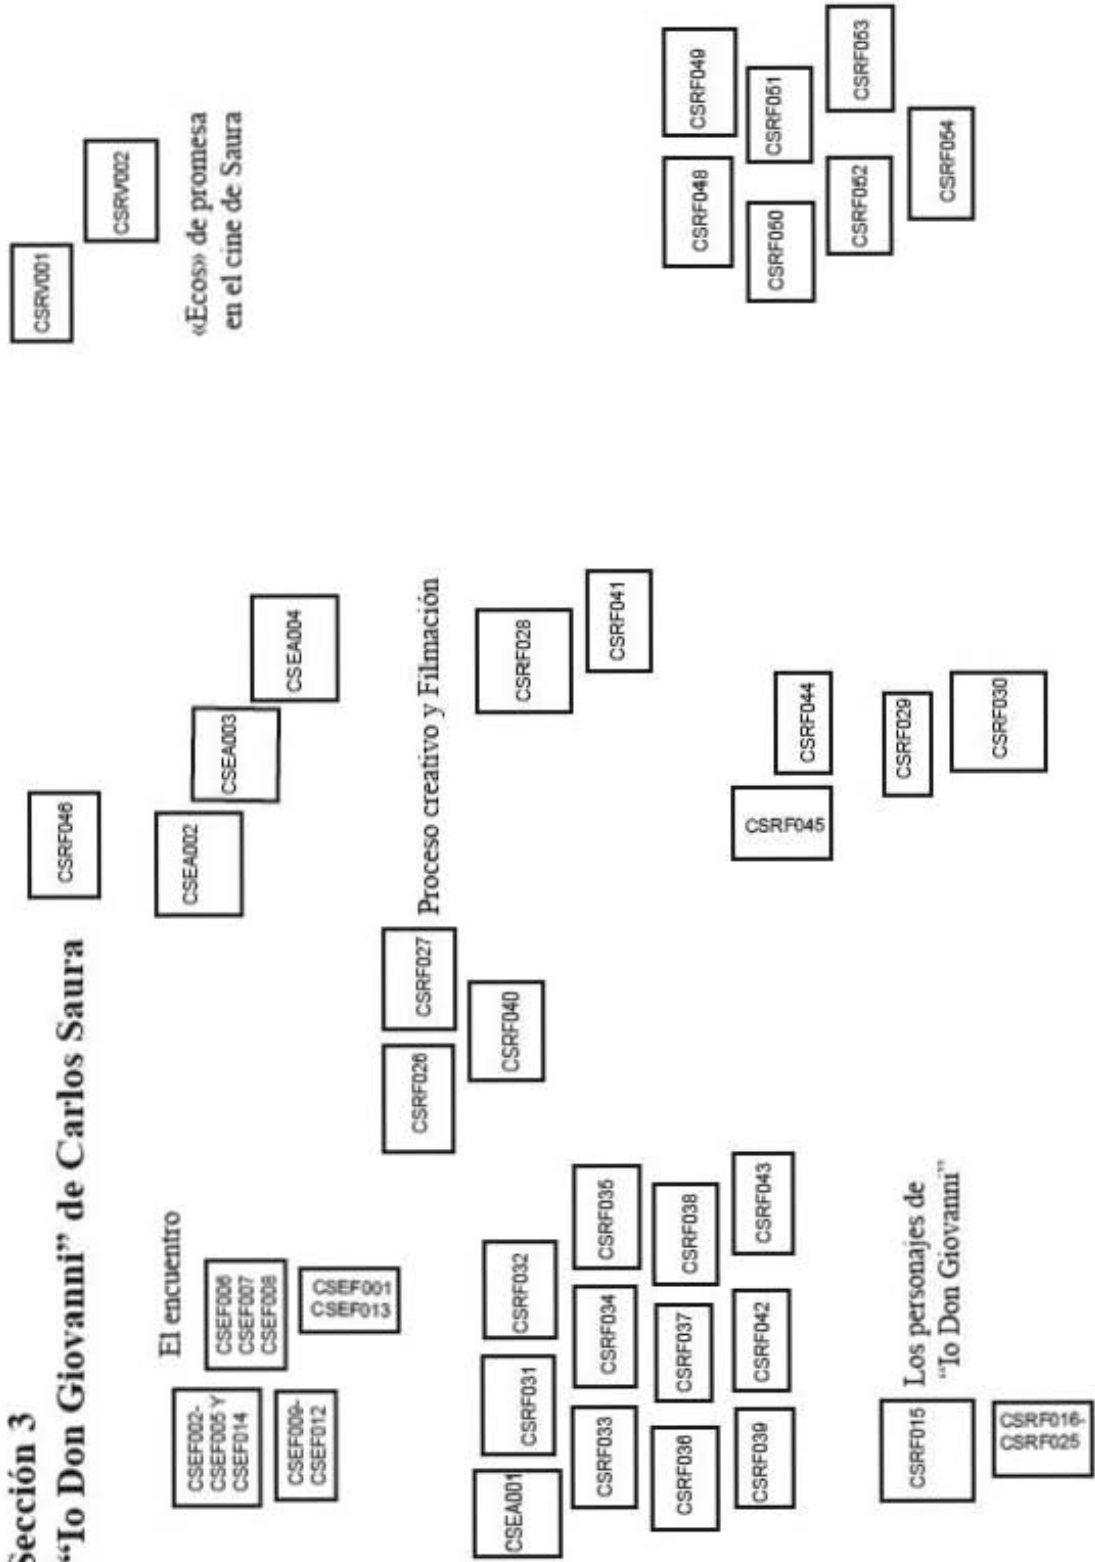 Sección 3
“Io Don Giovanni” de Carlos Saura
El encuentro
CSEF002-
CSEF005 Y
CSEF014
CSEF006
CSEF007
CSEF008
CSEF009-
CSEF012
CSEF001
CSEF013
CSRF046
CSEA002
CSEA003
CSEA004
CSRV001
CSRV002
«Ecos» de promesa
en el cine de Saura
CSRF026
CSRF027
CSRF040
Proceso creativo y Filmación
CSRF028
CSRF041
CSEA001
CSRF031
CSRF032
CSRF033
CSRF034
CSRF035
CSRF036
CSRF037
CSRF038
CSRF039
CSRF042
CSRF043
CSRF045
CSRF044
CSRF029
CSRF030
CSRF048
CSRF049
CSRF050
CSRF051
CSRF052
CSRF053
CSRF054
CSRF015
Los personajes de
“Io Don Giovanni”
CSRF016-
CSRF025